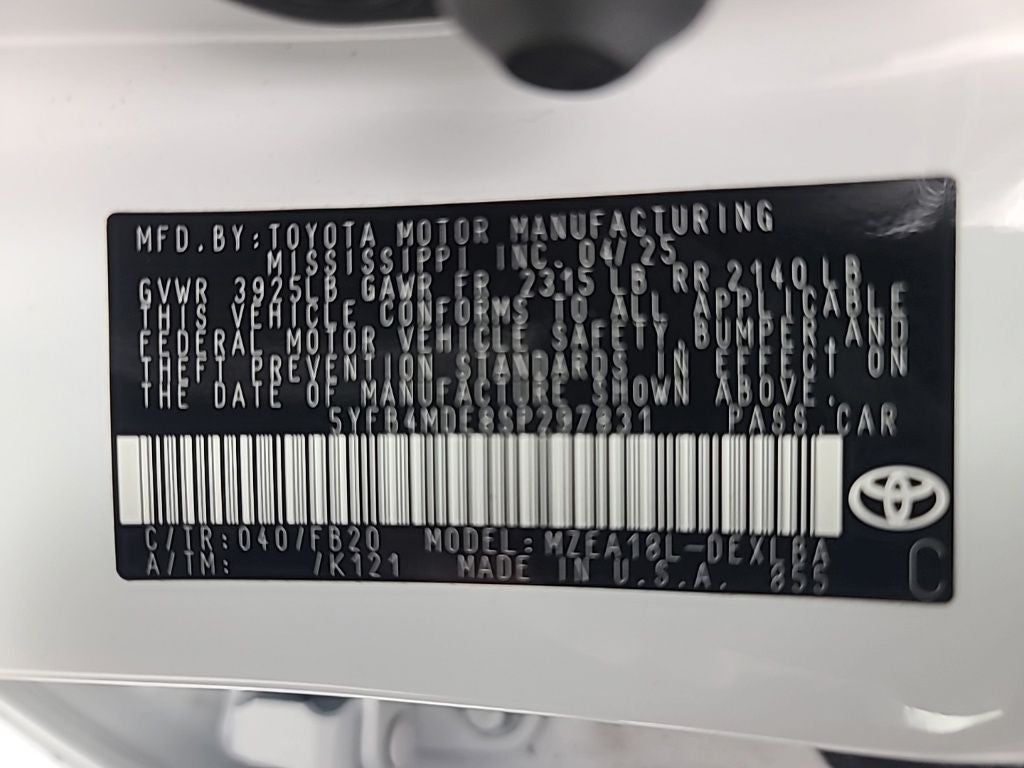 MFD.BY:TOYOTA MOTOR MANUFACTURING
MISSISSIPPI INC. 04/25
GVWR 3925LB GAWR FR 2315LB RR 2140LB
THIS VEHICLE CONFORMS TO ALL APPLICABLE
FEDERAL MOTOR VEHICLE SAFETY,BUMPER,AND
THEFT PREVENTION STANDARDS IN EFFECT ON
THE DATE OF MANUFACTURE SHOWN ABOVE.
5YFB4MDE8SP297831 PASS.CAR
C/TR:040/FB20 MODEL:MZEA18L-DEXLBA
A/TM: /K121 MADE IN U.S.A. 855
C